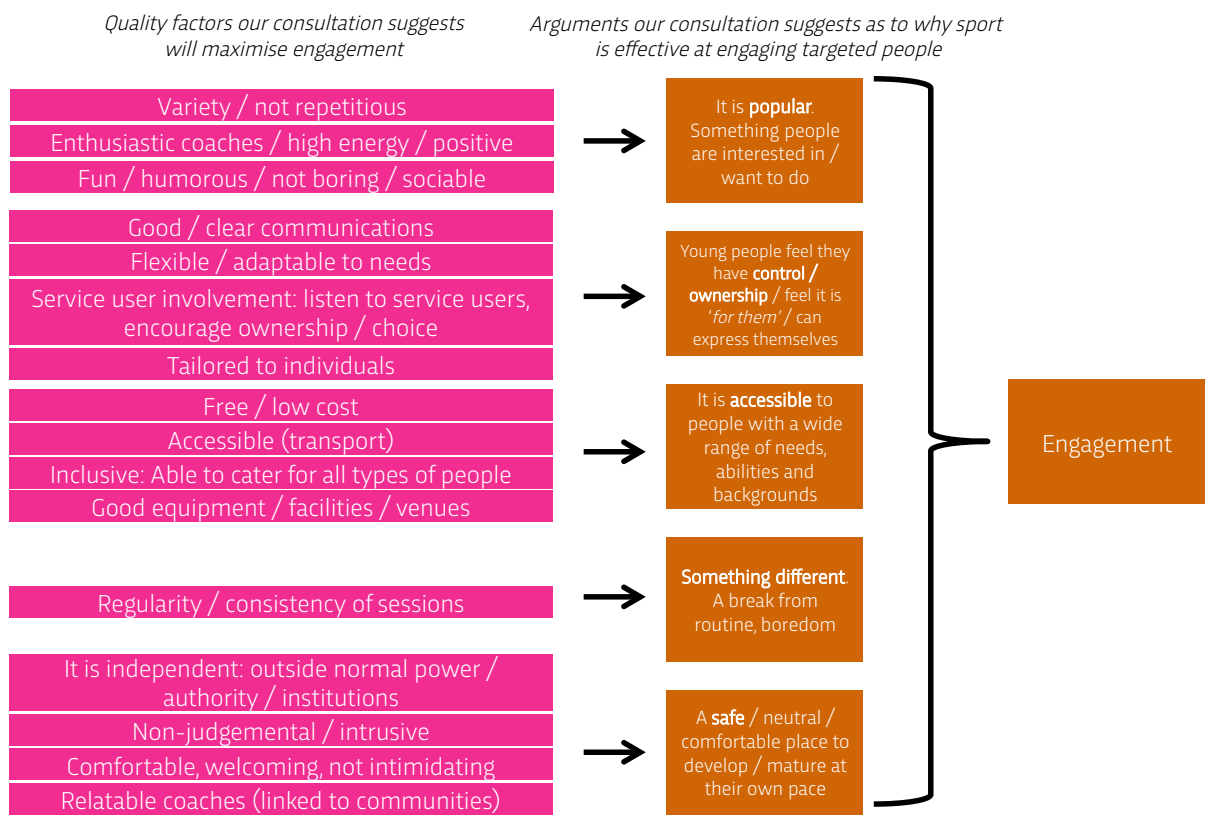 Quality factors our consultation suggests
will maximise engagement
Arguments our consultation suggests as to why sport
is effective at engaging targeted people
Variety / not repetitious
Enthusiastic coaches / high energy / positive
Fun / humorous / not boring / sociable
It is popular.
Something people
are interested in /
want to do
Good / clear communications
Flexible / adaptable to needs
Service user involvement: listen to service users,
encourage ownership / choice
Tailored to individuals
Young people feel they
have control /
ownership / feel it is
'for them' / can
express themselves
Free / low cost
Accessible (transport)
Inclusive: Able to cater for all types of people
Good equipment / facilities / venues
It is accessible to
people with a wide
range of needs,
abilities and
backgrounds
Regularity / consistency of sessions
Something different.
A break from
routine, boredom
It is independent: outside normal power /
authority / institutions
Non-judgemental / intrusive
Comfortable, welcoming, not intimidating
Relatable coaches (linked to communities)
A safe / neutral /
comfortable place to
develop / mature at
their own pace
Engagement